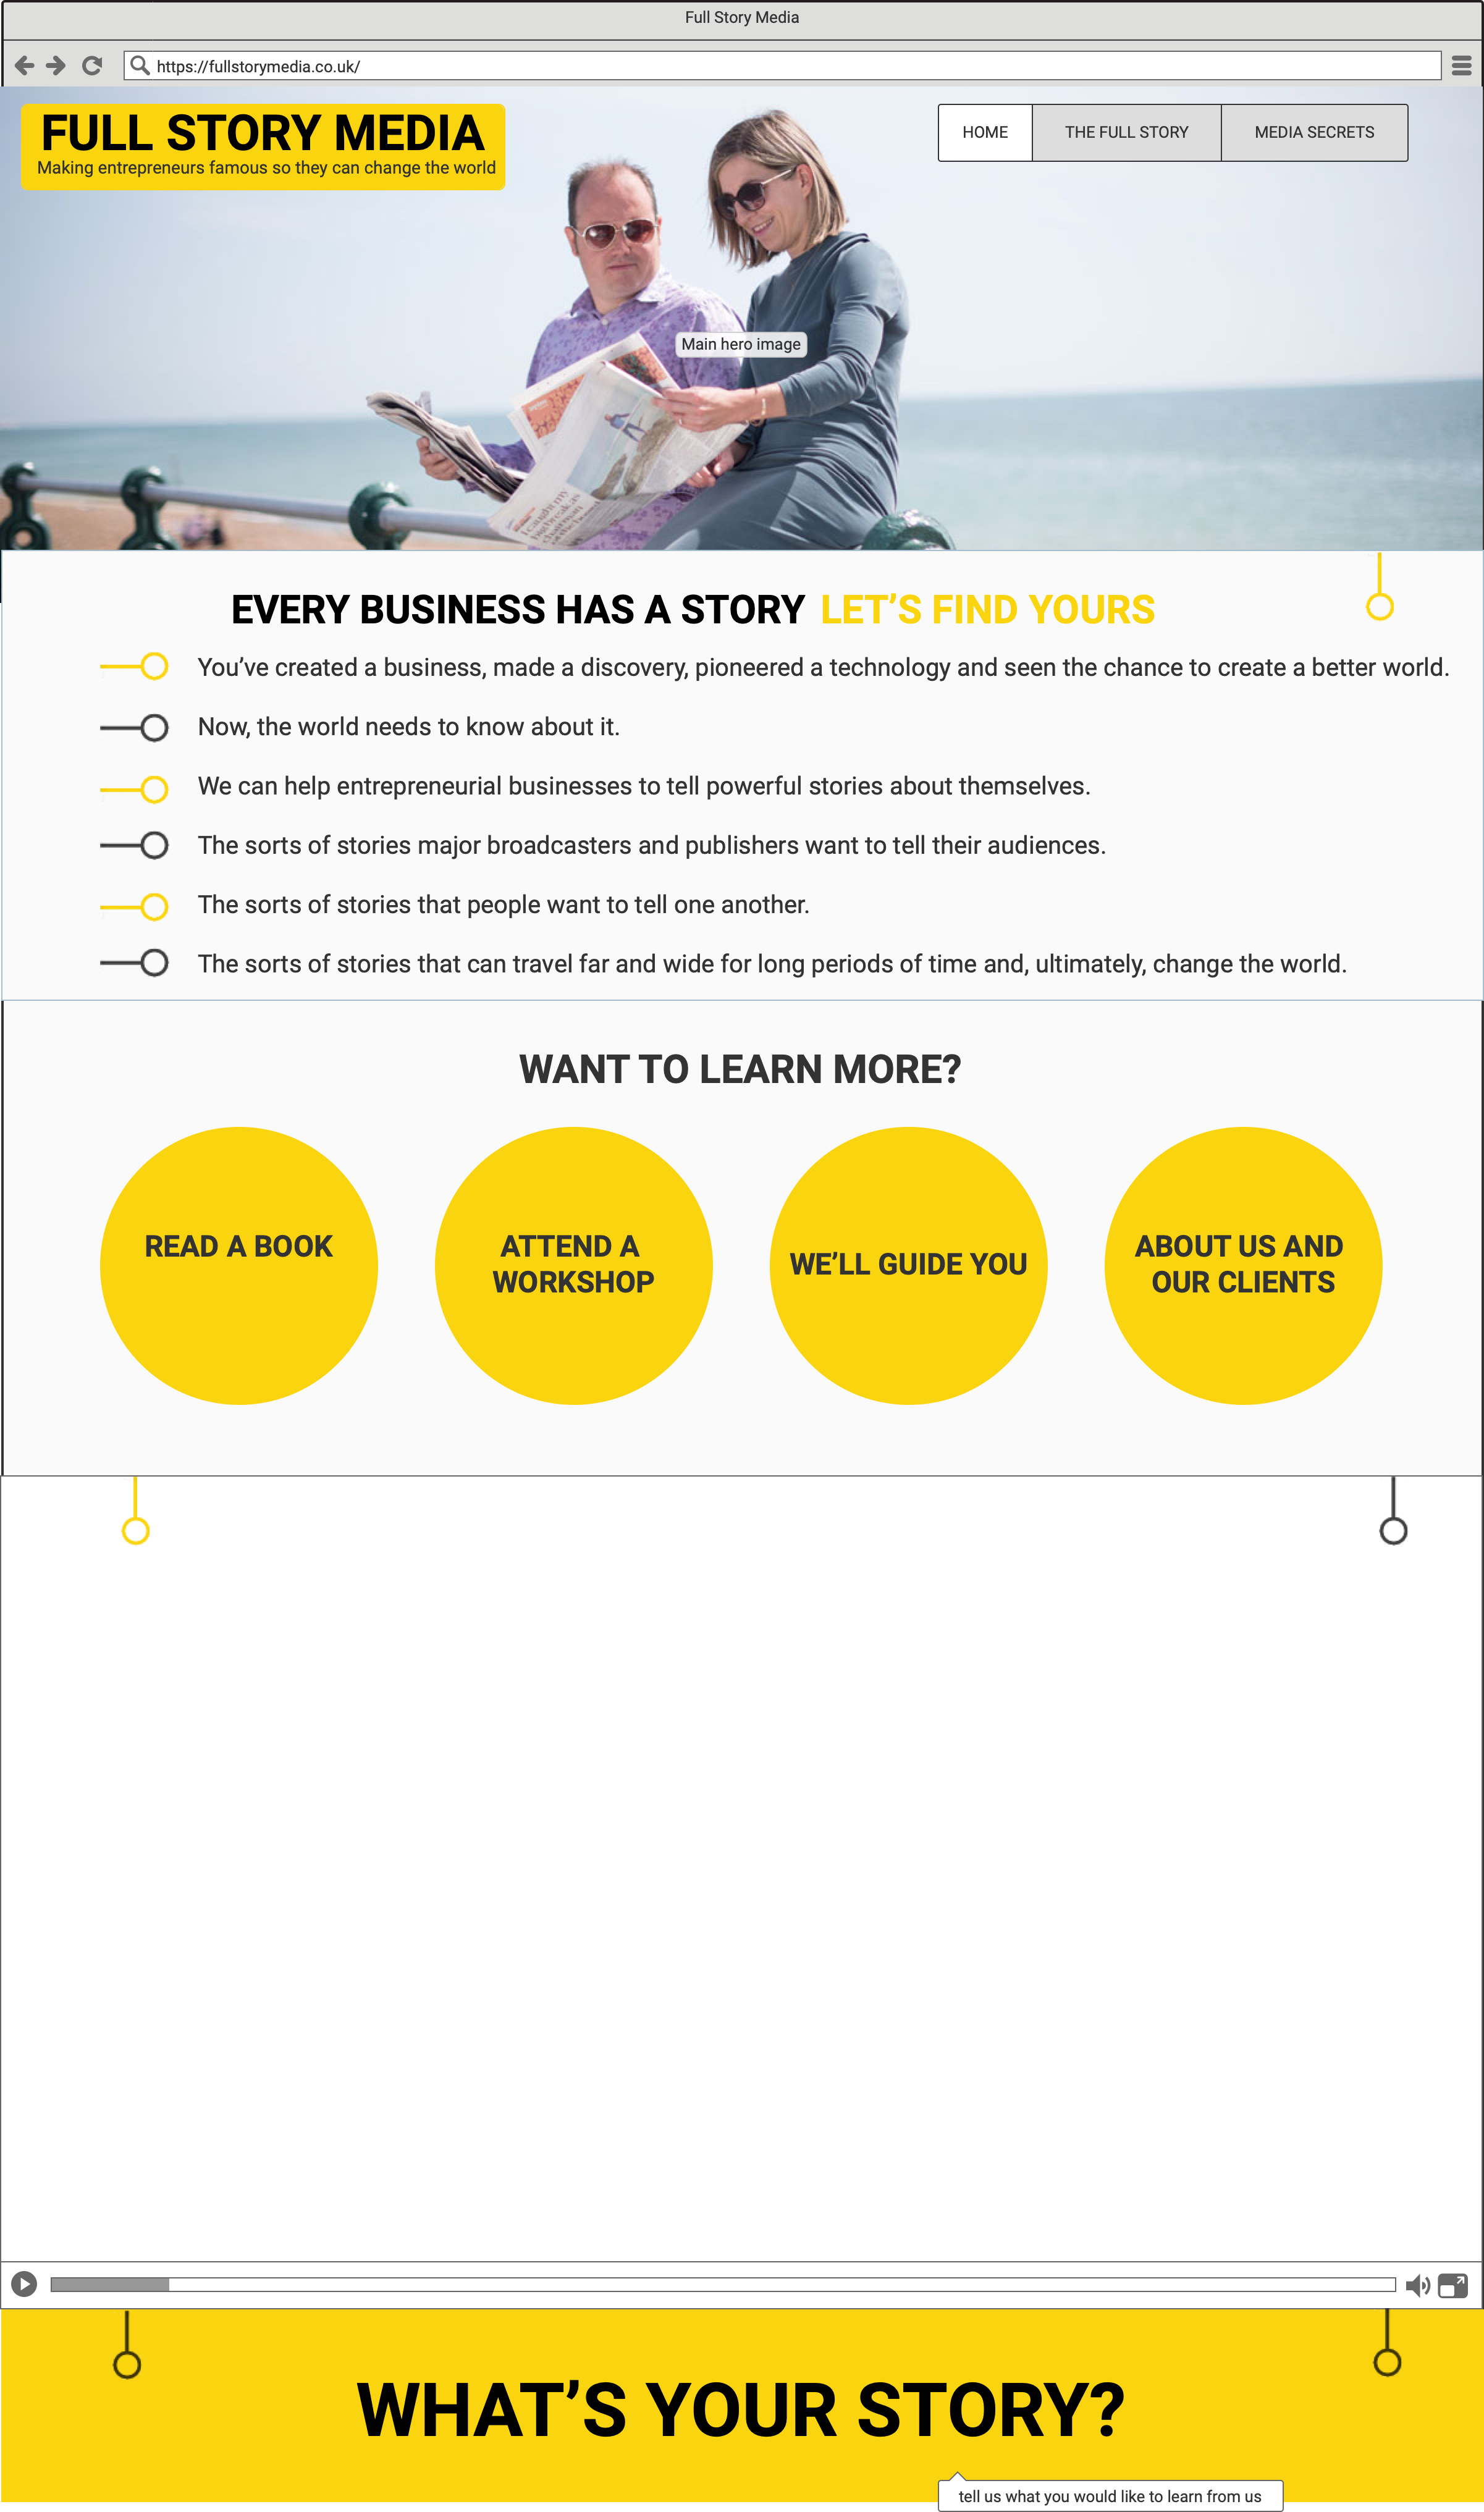 Full Story Media
https://fullstorymedia.co.uk/
FULL STORY MEDIA
Making entrepreneurs famous so they can change the world
HOME
THE FULL STORY
MEDIA SECRETS
Main hero image
EVERY BUSINESS HAS A STORY LET’S FIND YOURS
You’ve created a business, made a discovery, pioneered a technology and seen the chance to create a better world.
Now, the world needs to know about it.
We can help entrepreneurial businesses to tell powerful stories about themselves.
The sorts of stories major broadcasters and publishers want to tell their audiences.
The sorts of stories that people want to tell one another.
The sorts of stories that can travel far and wide for long periods of time and, ultimately, change the world.
WANT TO LEARN MORE?
READ A BOOK
ATTEND A
WORKSHOP
WE’LL GUIDE YOU
ABOUT US AND
OUR CLIENTS
WHAT’S YOUR STORY?
tell us what you would like to learn from us